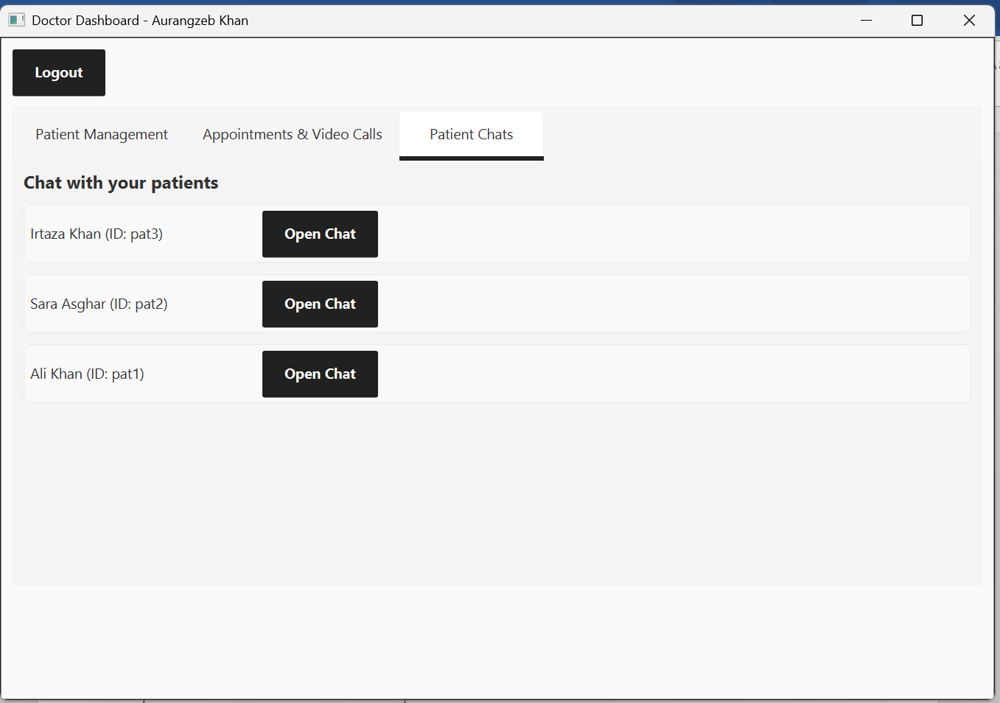 Doctor Dashboard - Aurangzeb Khan
Logout
Patient Management Appointments & Video Calls Patient Chats
Chat with your patients
Irtaza Khan (ID: pat3) Open Chat
Sara Asghar (ID: pat2) Open Chat
Ali Khan (ID: pat1) Open Chat